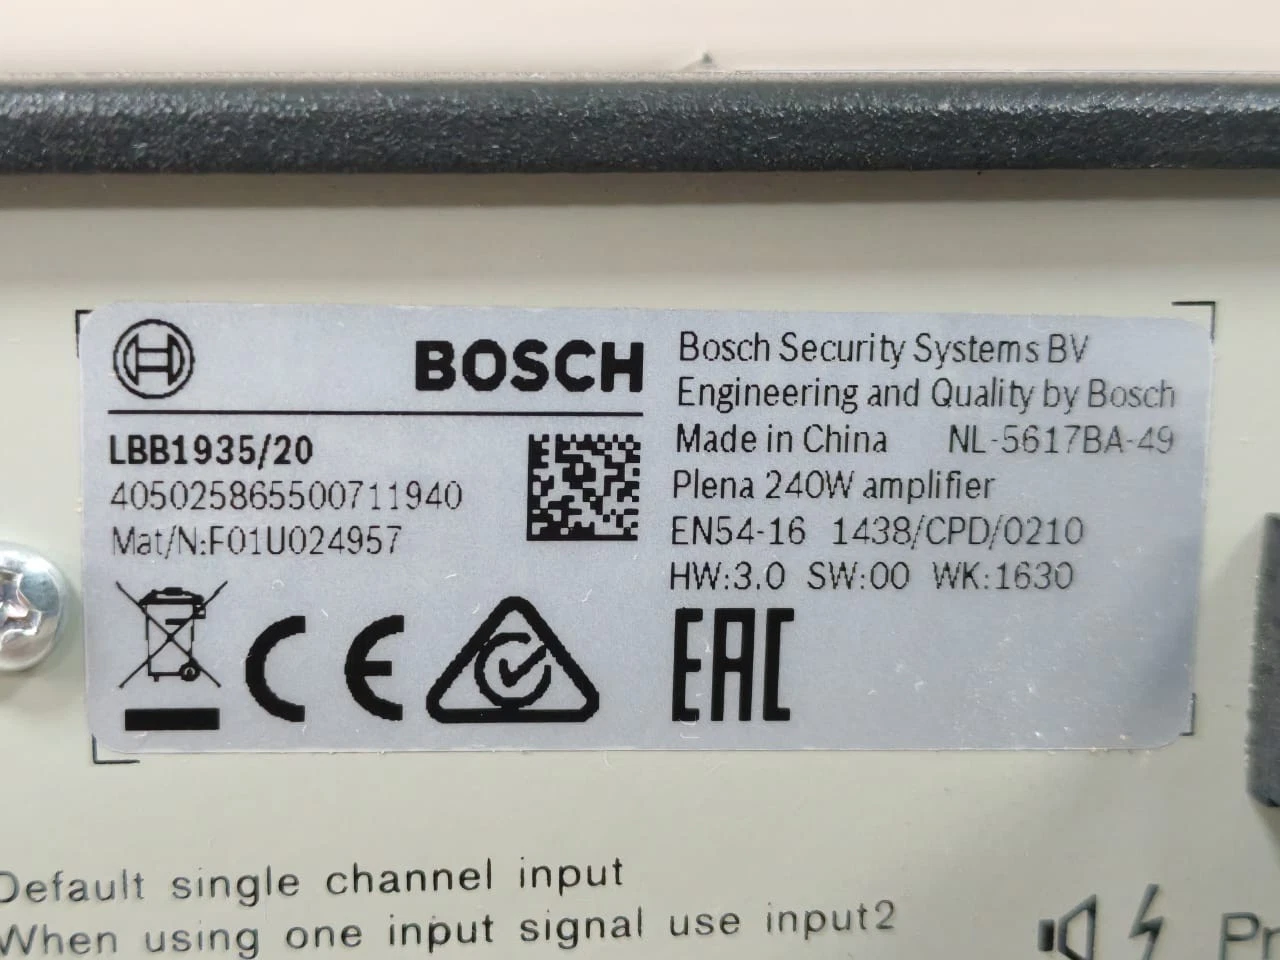 BOSCH
LBB1935/20
405025865500711940
Mat/N:F01U024957
Bosch Security Systems BV
Engineering and Quality by Bosch
Made in China NL-5617BA-49
Plena 240W amplifier
EN54-16 1438/CPD/0210
HW:3.0 SW:00 WK:1630
CE
EAC
Default single channel input
When using one input signal use input2